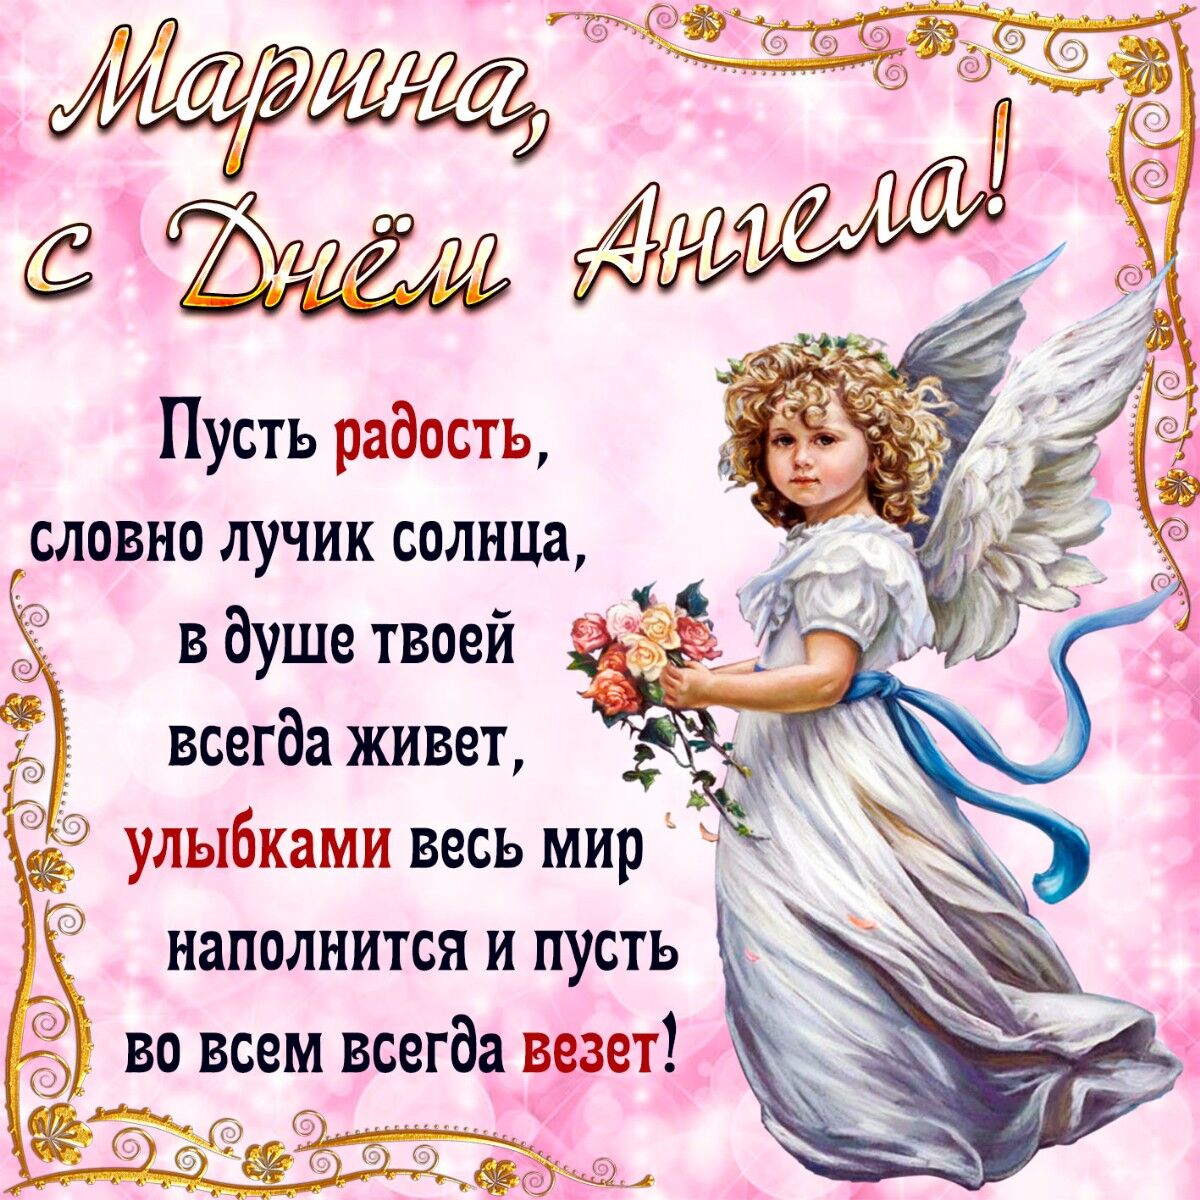 Марина,
с Днём Ангела!
Пусть радость,
словно лучик солнца,
в душе твоей
всегда живет,
улыбками весь мир
наполнится и пусть
во всем всегда везет!